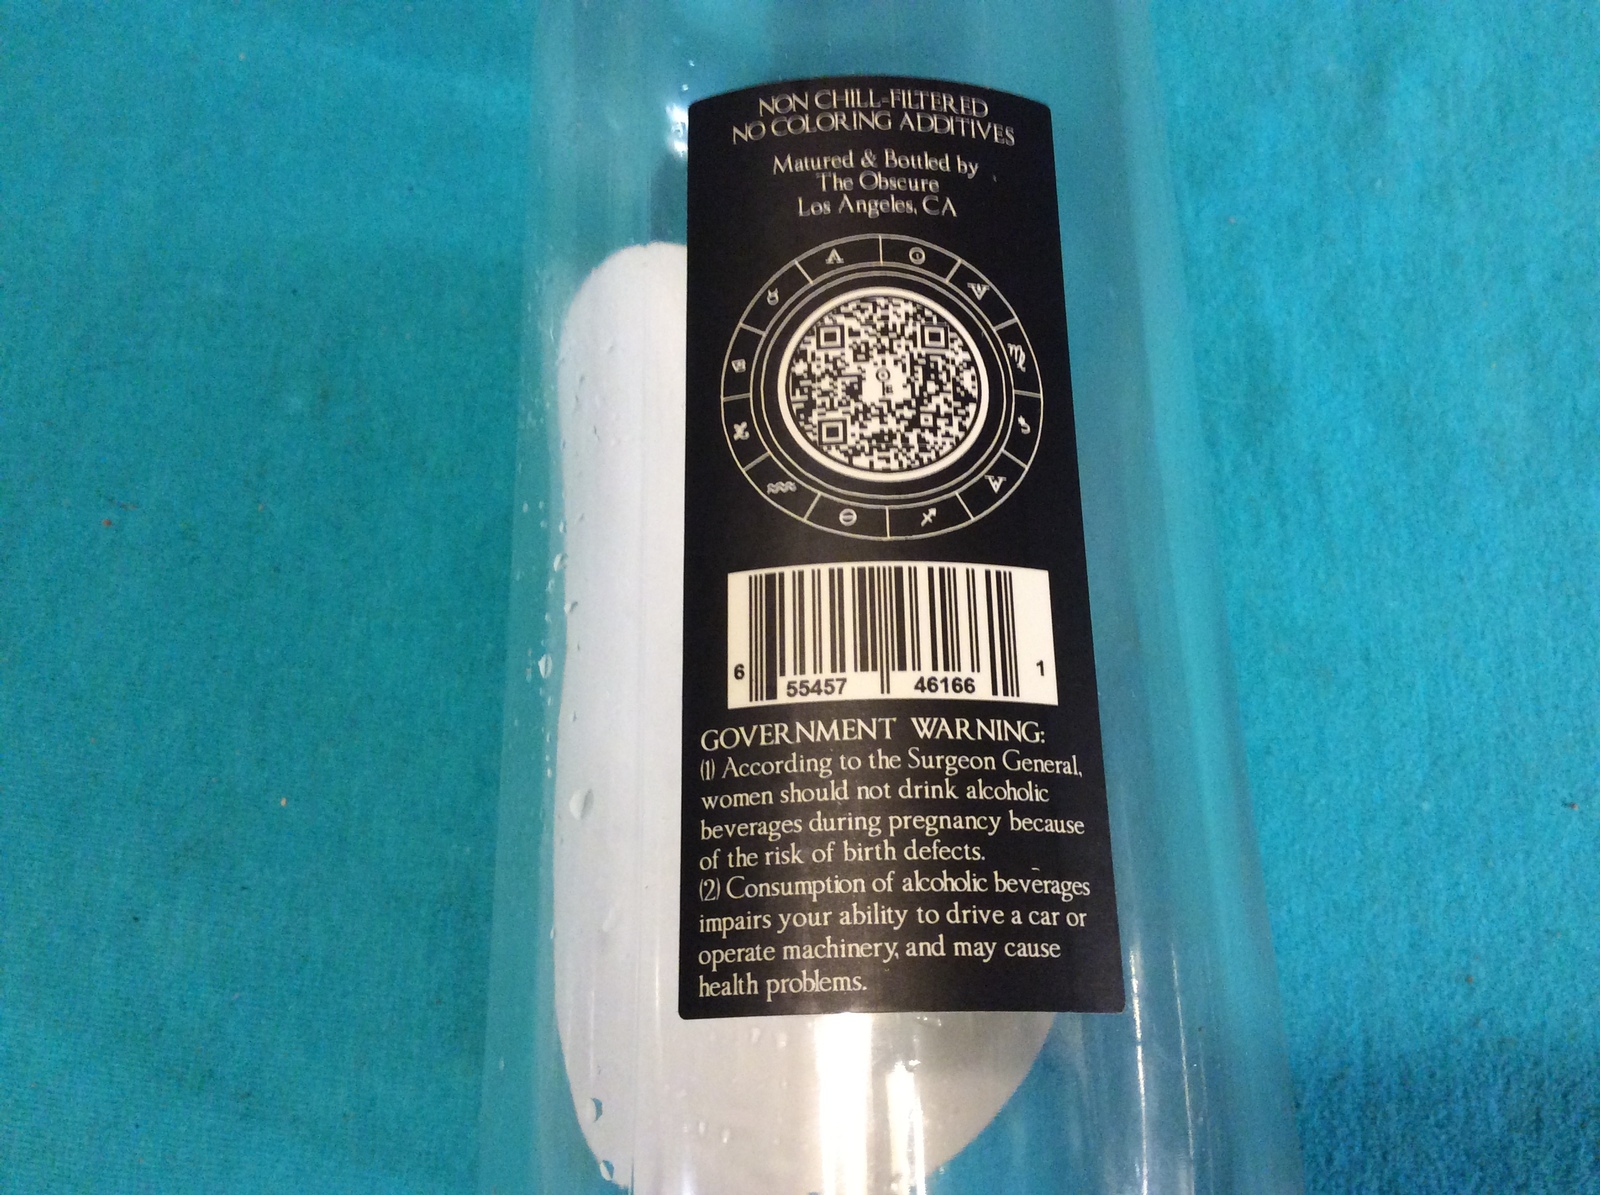 NON CHILL-FILTERED
NO COLORING ADDITIVES
Matured & Bottled by
The Obscure
Los Angeles, CA
6 55457 46166 1
GOVERNMENT WARNING:
(1) According to the Surgeon General,
women should not drink alcoholic
beverages during pregnancy because
of the risk of birth defects.
(2) Consumption of alcoholic beverages
impairs your ability to drive a car or
operate machinery, and may cause
health problems.